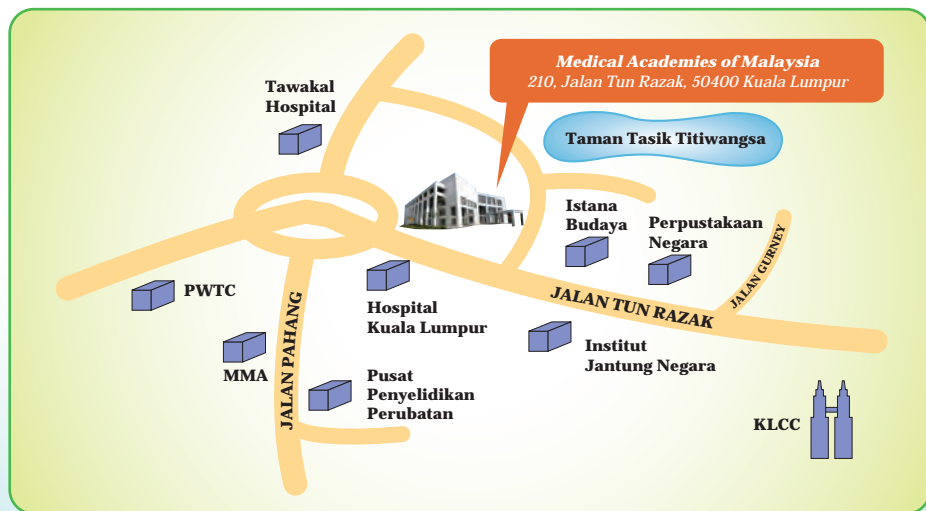 Medical Academies of Malaysia
210, Jalan Tun Razak, 50400 Kuala Lumpur
Tawakal
Hospital
Taman Tasik Titiwangsa
Istana
Budaya
Perpustakaan
Negara
JALAN GURNEY
PWTC
JALAN PAHANG
Hospital
Kuala Lumpur
JALAN TUN RAZAK
MMA
Pusat
Penyelidikan
Perubatan
Institut
Jantung Negara
KLCC